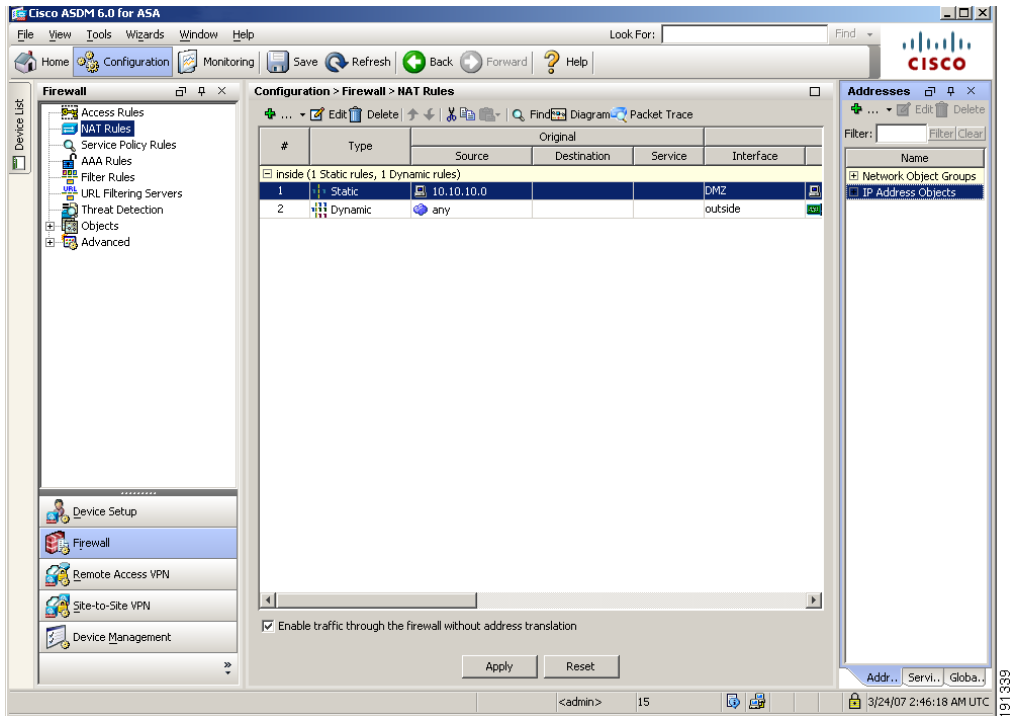 Cisco ASDM 6.0 for ASA
File View Tools Wizards Window Help Look For: Find
Home Configuration Monitoring Save Refresh Back Forward Help
CISCO
Device List
Firewall
Access Rules
NAT Rules
Service Policy Rules
AAA Rules
Filter Rules
URL Filtering Servers
Threat Detection
Objects
Advanced
Device Setup
Firewall
Remote Access VPN
Site-to-Site VPN
Device Management
»
Configuration > Firewall > NAT Rules
... Edit Delete Find Diagram Packet Trace
# Type Original
Source Destination Service Interface
inside (1 Static rules, 1 Dynamic rules)
1 Static 10.10.10.0 DMZ
2 Dynamic any outside
Enable traffic through the firewall without address translation
Apply Reset
Addresses
... Edit Delete
Filter: Filter Clear
Name
Network Object Groups
IP Address Objects
Addr.. Servi.. Globa..
<admin> 15 3/24/07 2:46:18 AM UTC
191339